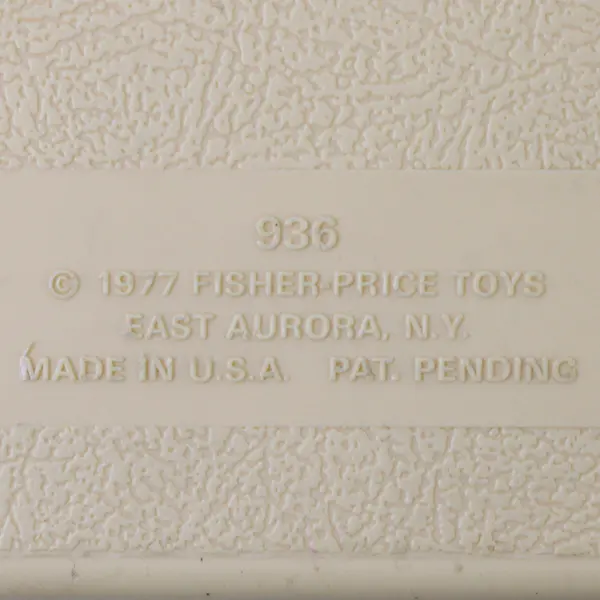 936
© 1977 FISHER-PRICE TOYS
EAST AURORA, N.Y.
MADE IN U.S.A. PAT. PENDING